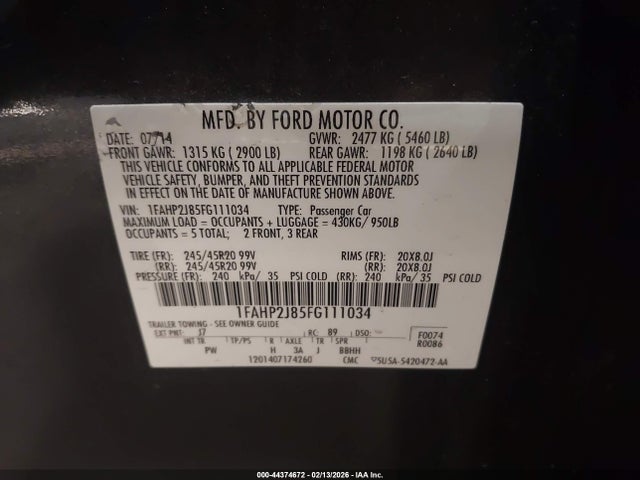 MFD. BY FORD MOTOR CO.
DATE: 07/14 GVWR: 2477 KG ( 5460 LB)
FRONT GAWR: 1315 KG ( 2900 LB) REAR GAWR: 1198 KG ( 2640 LB)
THIS VEHICLE CONFORMS TO ALL APPLICABLE FEDERAL MOTOR
VEHICLE SAFETY, BUMPER, AND THEFT PREVENTION STANDARDS
IN EFFECT ON THE DATE OF MANUFACTURE SHOWN ABOVE.
VIN: 1FAHP2J85FG111034 TYPE: Passenger Car
MAXIMUM LOAD = OCCUPANTS + LUGGAGE = 430KG/ 950LB
OCCUPANTS = 5 TOTAL; 2 FRONT, 3 REAR
TIRE (FR): 245/45R20 99V RIMS (FR): 20X8.0J
(RR): 245/45R20 99V (RR): 20X8.0J
PRESSURE (FR): 240 kPa/ 35 PSI COLD (RR): 240 kPa/ 35 PSI COLD
1FAHP2J85FG111034
TRAILER TOWING - SEE OWNER GUIDE
EXT PNT: J7 RC: 89 DSO: F0074
INT TR TP/PS R AXLE TR SPR R0086
PW H 3A J BBHH
1201407174260 CMC 5U5A-5420472-AA
000-44374672 - 02/13/2026 - IAA Inc.